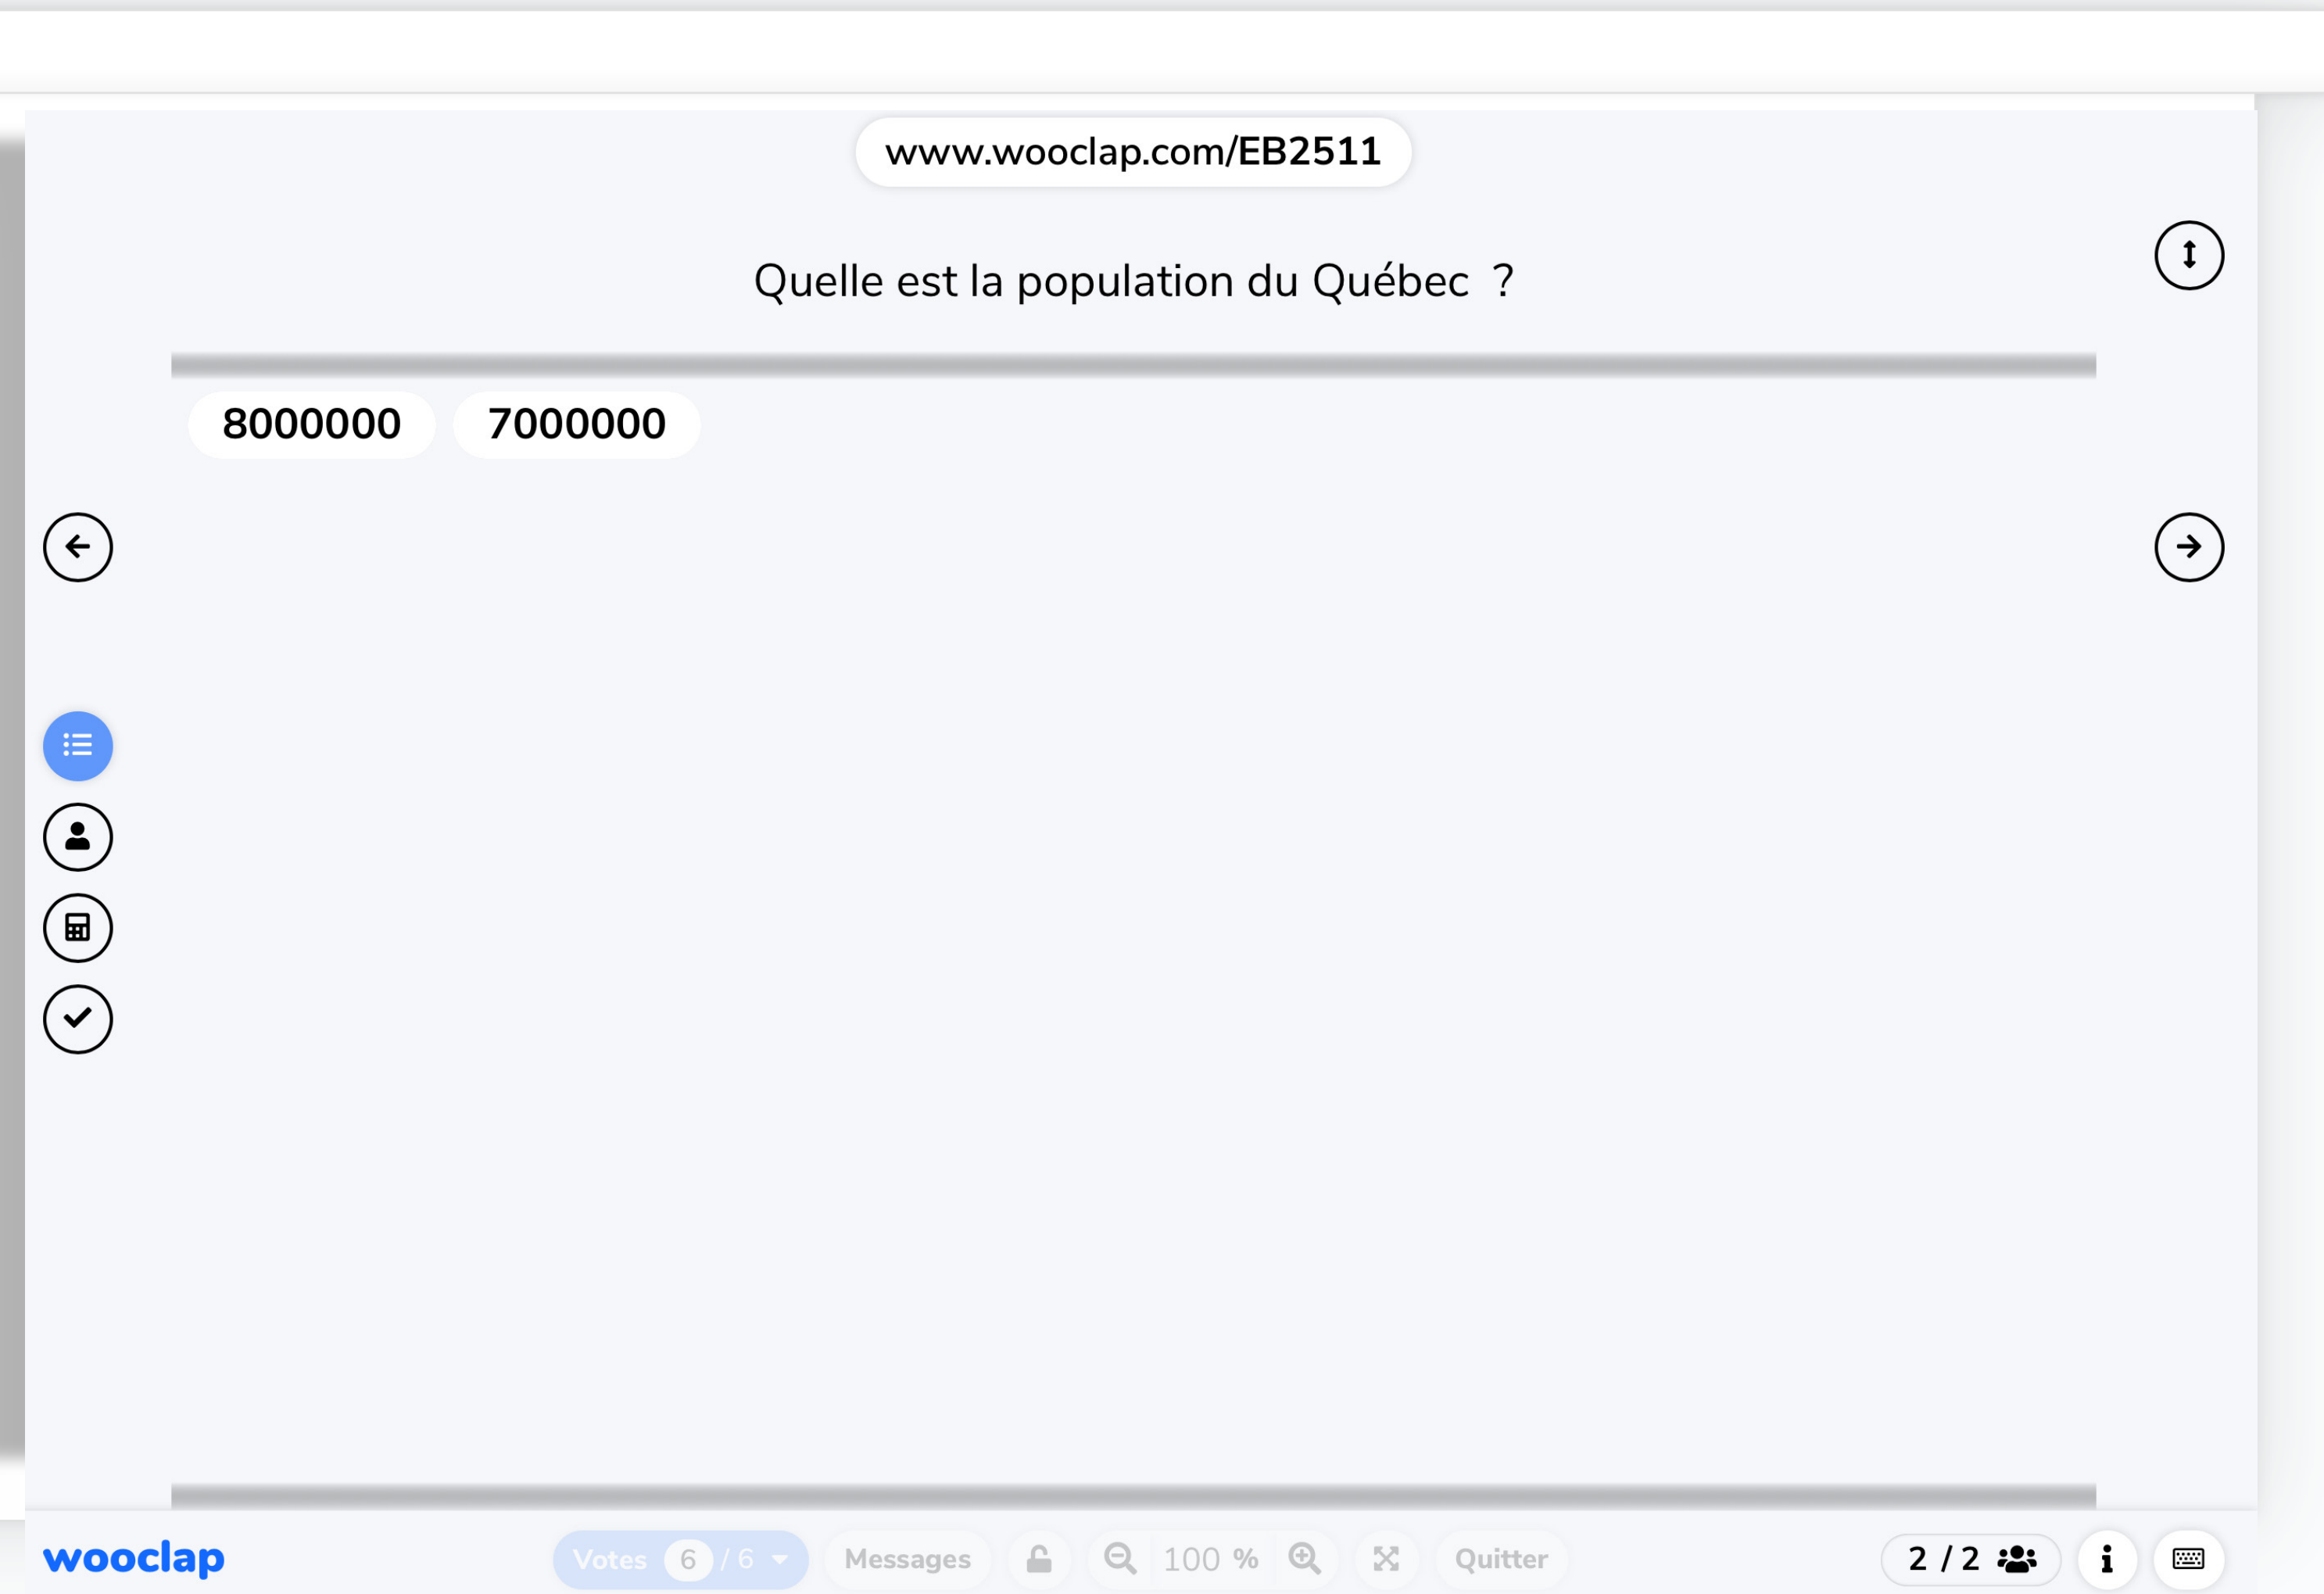 www.wooclap.com/EB2511
Quelle est la population du Québec ?
8000000 7000000
wooclap Votes 6 / 6 Messages 100 % Quitter 2 / 2